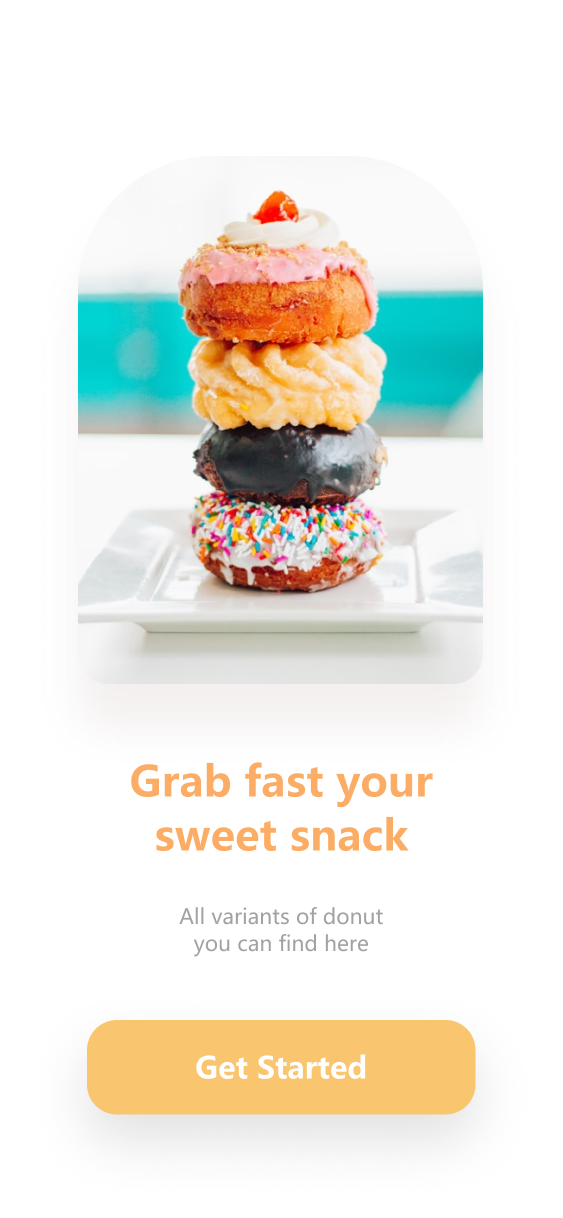 Grab fast your
sweet snack
All variants of donut
you can find here
Get Started